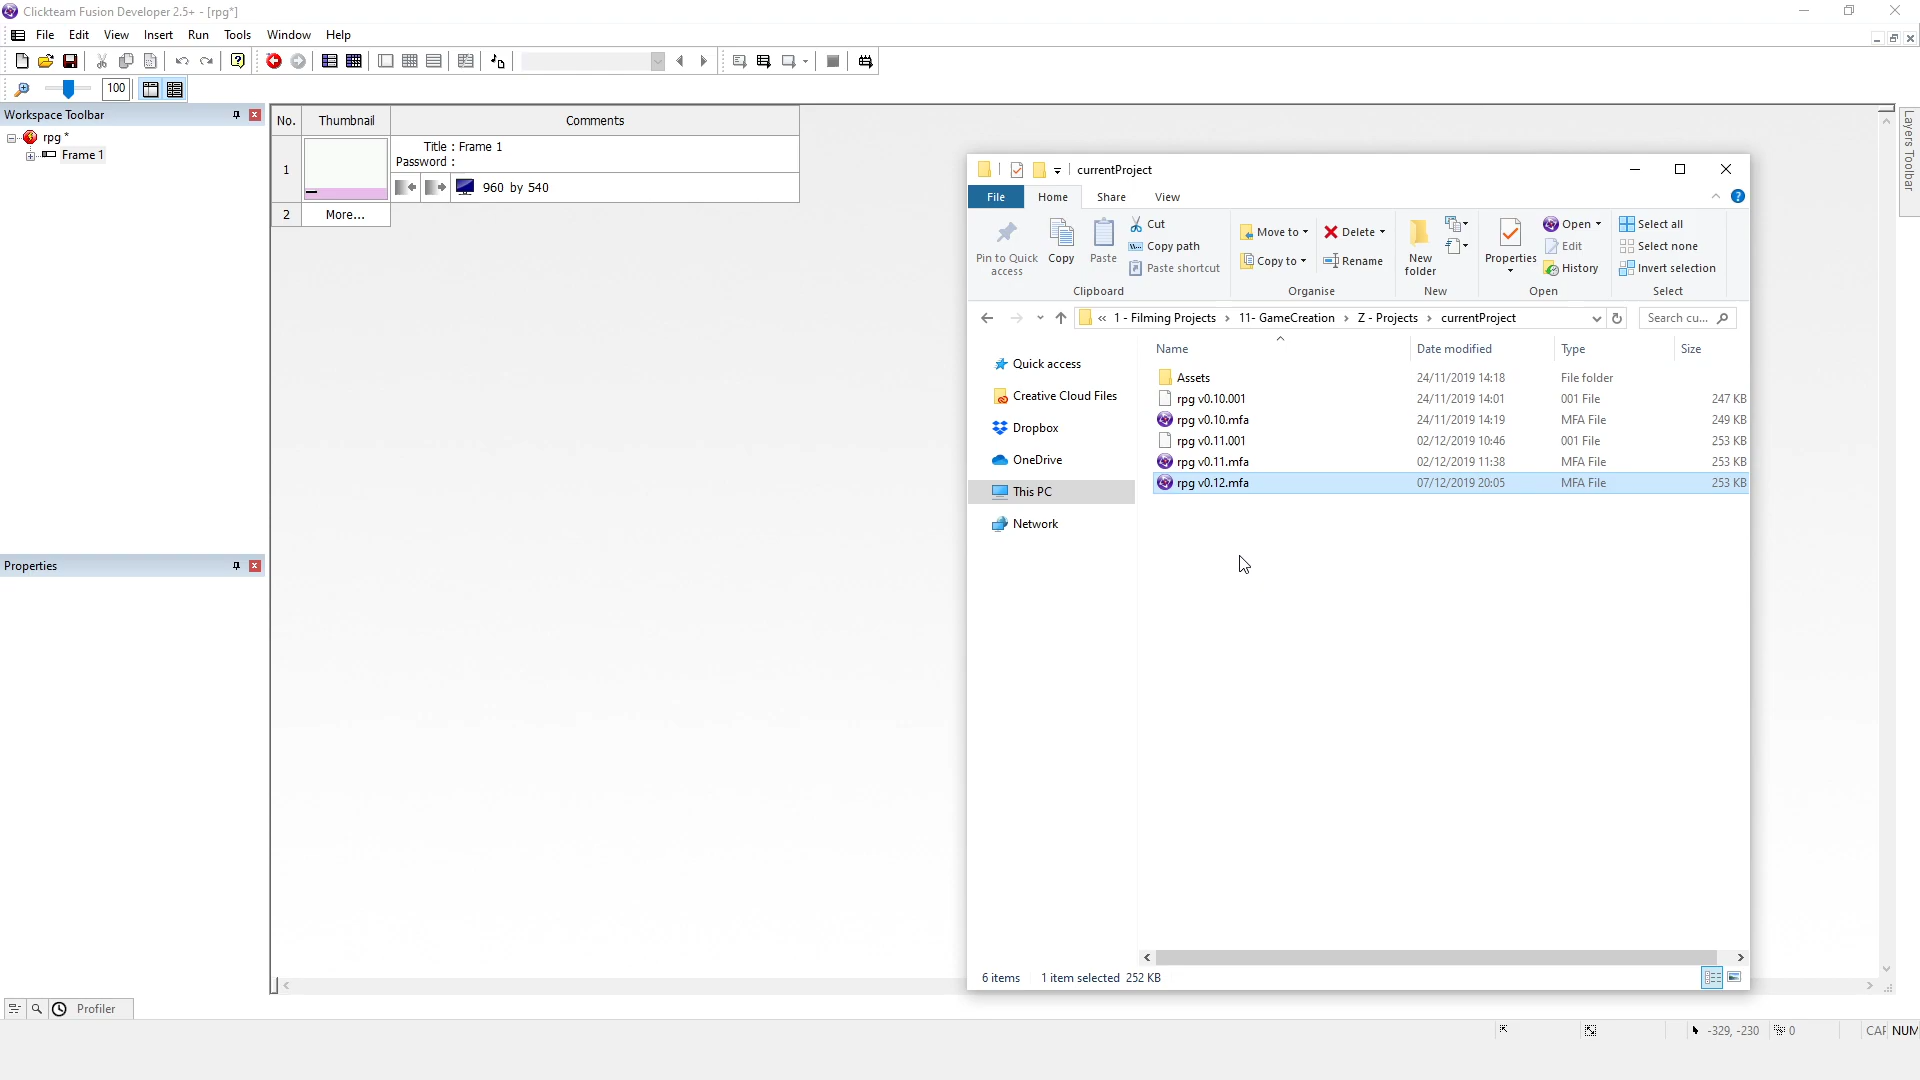 Clickteam Fusion Developer 2.5+ - [rpg*]
File Edit View Insert Run Tools Window Help
100
Workspace Toolbar
rpg *
Frame 1
Properties
No. Thumbnail Comments
1 Title : Frame 1
Password :
960 by 540
2 More...
Layers Toolbar
currentProject
File Home Share View
Pin to Quick access
Copy
Paste
Cut
Copy path
Paste shortcut
Clipboard
Move to
Copy to
Delete
Rename
Organise
New folder
New
Properties
Open
Edit
History
Open
Select all
Select none
Invert selection
Select
« 1 - Filming Projects › 11- GameCreation › Z - Projects › currentProject
Search cu...
Quick access
Creative Cloud Files
Dropbox
OneDrive
This PC
Network
Name Date modified Type Size
Assets 24/11/2019 14:18 File folder
rpg v0.10.001 24/11/2019 14:01 001 File 247 KB
rpg v0.10.mfa 24/11/2019 14:19 MFA File 249 KB
rpg v0.11.001 02/12/2019 10:46 001 File 253 KB
rpg v0.11.mfa 02/12/2019 11:38 MFA File 253 KB
rpg v0.12.mfa 07/12/2019 20:05 MFA File 253 KB
6 items 1 item selected 252 KB
Profiler
-329, -230 0 CAP NUM